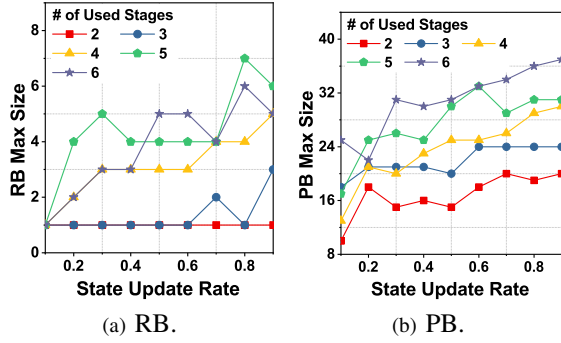 # of Used Stages
2 3
4 5
6
RB Max Size
8
6
4
2
0
0.2 0.4 0.6 0.8
State Update Rate
(a) RB.
# of Used Stages
2 3 4
5 6
PB Max Size
40
32
24
16
8
0.2 0.4 0.6 0.8
State Update Rate
(b) PB.